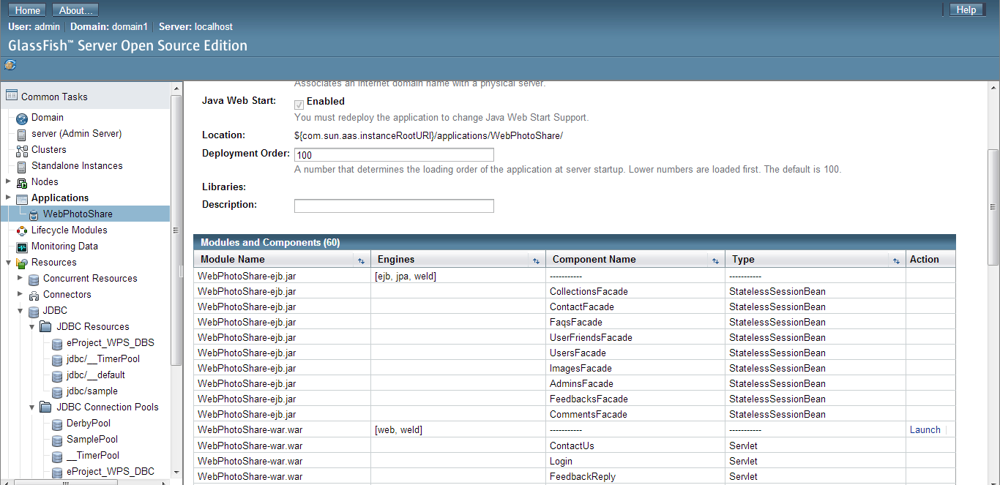 Home About... Help
User: admin Domain: domain1 Server: localhost
GlassFish™ Server Open Source Edition
Common Tasks
Domain
server (Admin Server)
Clusters
Standalone Instances
Nodes
Applications
WebPhotoShare
Lifecycle Modules
Monitoring Data
Resources
Concurrent Resources
Connectors
JDBC
JDBC Resources
eProject_WPS_DBS
jdbc/__TimerPool
jdbc/__default
jdbc/sample
JDBC Connection Pools
DerbyPool
SamplePool
__TimerPool
eProject_WPS_DBC
Associates an Internet domain name with a physical server.
Java Web Start: Enabled
You must redeploy the application to change Java Web Start Support.
Location: ${com.sun.aas.instanceRootURI}/applications/WebPhotoShare/
Deployment Order: 100
A number that determines the loading order of the application at server startup. Lower numbers are loaded first. The default is 100.
Libraries:
Description:
Modules and Components (60)
Module Name Engines Component Name Type Action
WebPhotoShare-ejb.jar [ejb, jpa, weld] ----------- -----------
WebPhotoShare-ejb.jar CollectionsFacade StatelessSessionBean
WebPhotoShare-ejb.jar ContactFacade StatelessSessionBean
WebPhotoShare-ejb.jar FaqsFacade StatelessSessionBean
WebPhotoShare-ejb.jar UserFriendsFacade StatelessSessionBean
WebPhotoShare-ejb.jar UsersFacade StatelessSessionBean
WebPhotoShare-ejb.jar ImagesFacade StatelessSessionBean
WebPhotoShare-ejb.jar AdminsFacade StatelessSessionBean
WebPhotoShare-ejb.jar FeedbacksFacade StatelessSessionBean
WebPhotoShare-ejb.jar CommentsFacade StatelessSessionBean
WebPhotoShare-war.war [web, weld] ----------- ----------- Launch
WebPhotoShare-war.war ContactUs Servlet
WebPhotoShare-war.war Login Servlet
WebPhotoShare-war.war FeedbackReply Servlet